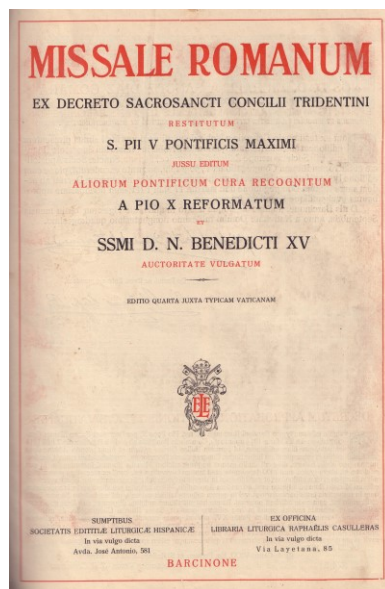 MISSALE ROMANUM
EX DECRETO SACROSANCTI CONCILII TRIDENTINI
RESTITUTUM
S. PII V PONTIFICIS MAXIMI
JUSSU EDITUM
ALIORUM PONTIFICUM CURA RECOGNITUM
A PIO X REFORMATUM
ET
SSMI D. N. BENEDICTI XV
AUCTORITATE VULGATUM
EDITIO QUARTA JUXTA TYPICAM VATICANAM
SUMPTIBUS
SOCIETATIS EDITITIÆ LITURGICÆ HISPANICÆ
In via vulgo dicta
Avda. José Antonio, 581
EX OFFICINA
LIBRARIA LITURGICA RAPHAËLIS CASULLERAS
In via vulgo dicta
Via Layetana, 85
BARCINONE